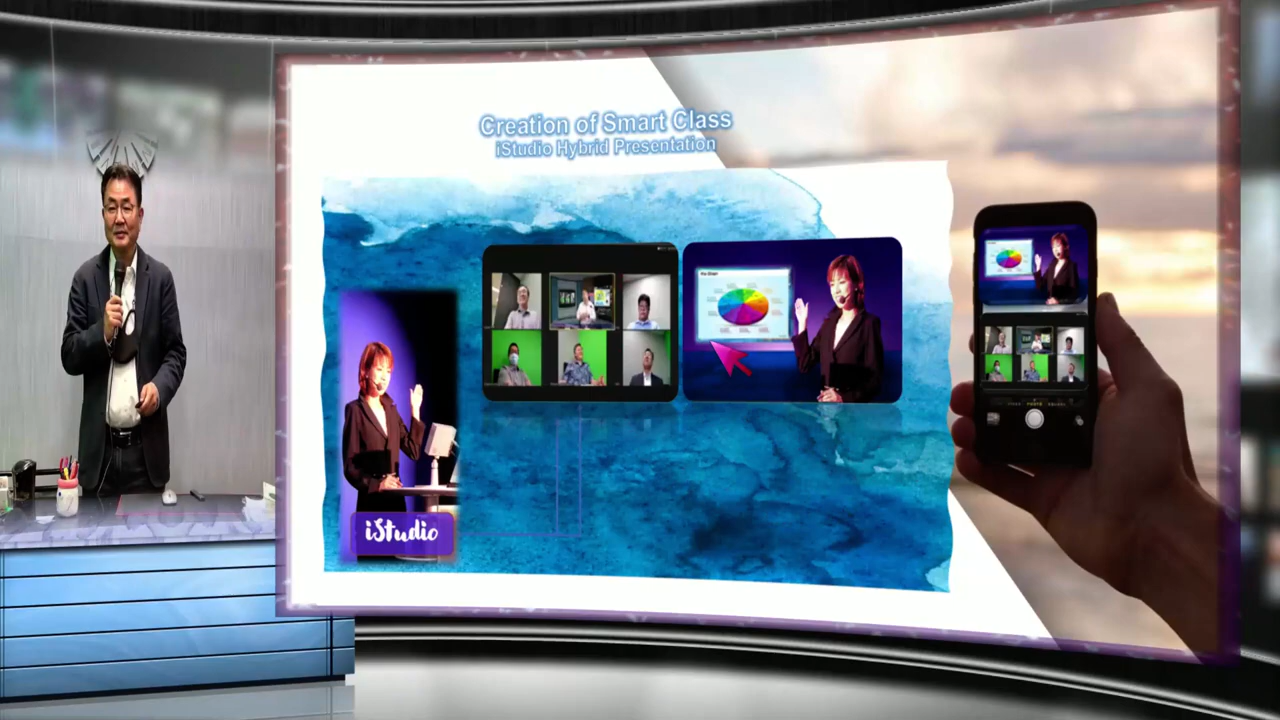 Creation of Smart Class
iStudio Hybrid Presentation
iStudio